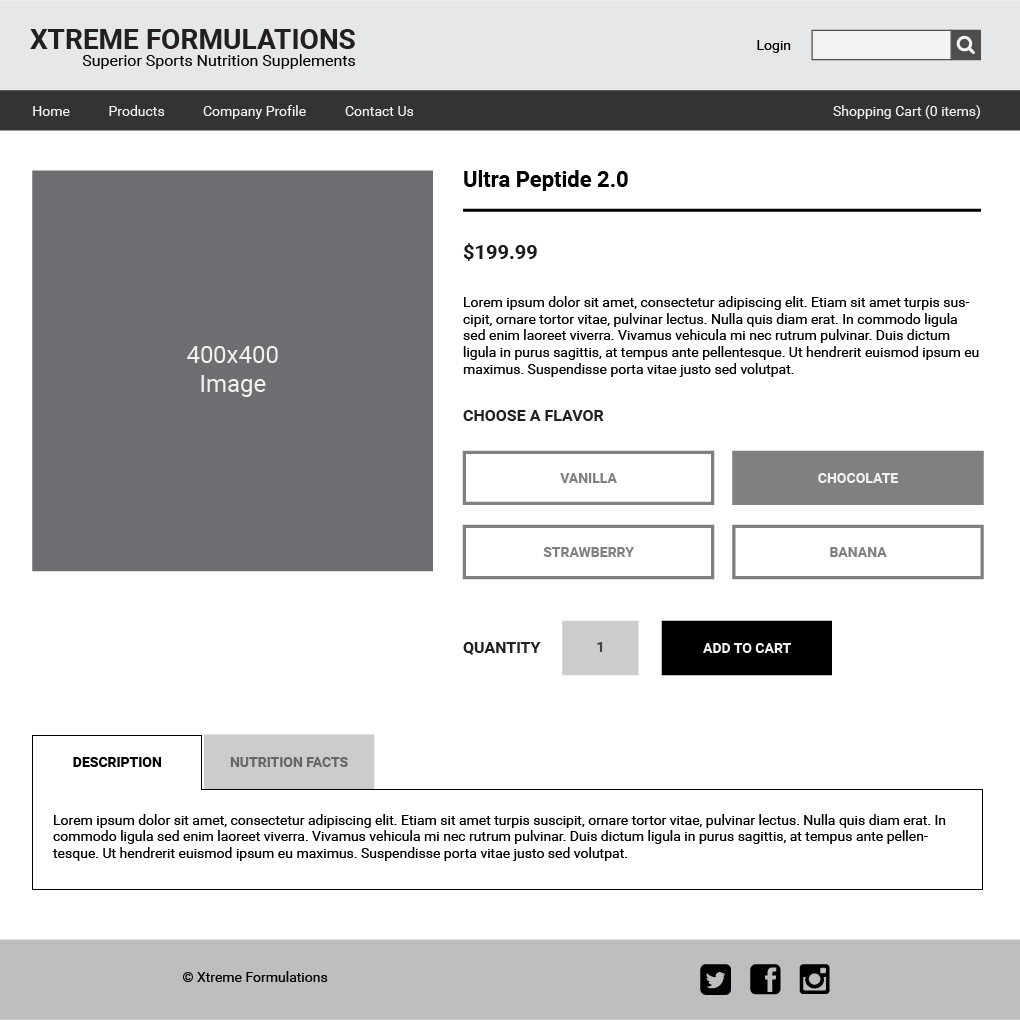 XTREME FORMULATIONS
Superior Sports Nutrition Supplements
Login
Home Products Company Profile Contact Us Shopping Cart (0 items)
Ultra Peptide 2.0
$199.99
400x400
Image
Lorem ipsum dolor sit amet, consectetur adipiscing elit. Etiam sit amet turpis sus-
cipit, ornare tortor vitae, pulvinar lectus. Nulla quis diam erat. In commodo ligula
sed enim laoreet viverra. Vivamus vehicula mi nec rutrum pulvinar. Duis dictum
ligula in purus sagittis, at tempus ante pellentesque. Ut hendrerit euismod ipsum eu
maximus. Suspendisse porta vitae justo sed volutpat.
CHOOSE A FLAVOR
VANILLA CHOCOLATE
STRAWBERRY BANANA
QUANTITY 1 ADD TO CART
DESCRIPTION NUTRITION FACTS
Lorem ipsum dolor sit amet, consectetur adipiscing elit. Etiam sit amet turpis suscipit, ornare tortor vitae, pulvinar lectus. Nulla quis diam erat. In
commodo ligula sed enim laoreet viverra. Vivamus vehicula mi nec rutrum pulvinar. Duis dictum ligula in purus sagittis, at tempus ante pellen-
tesque. Ut hendrerit euismod ipsum eu maximus. Suspendisse porta vitae justo sed volutpat.
© Xtreme Formulations